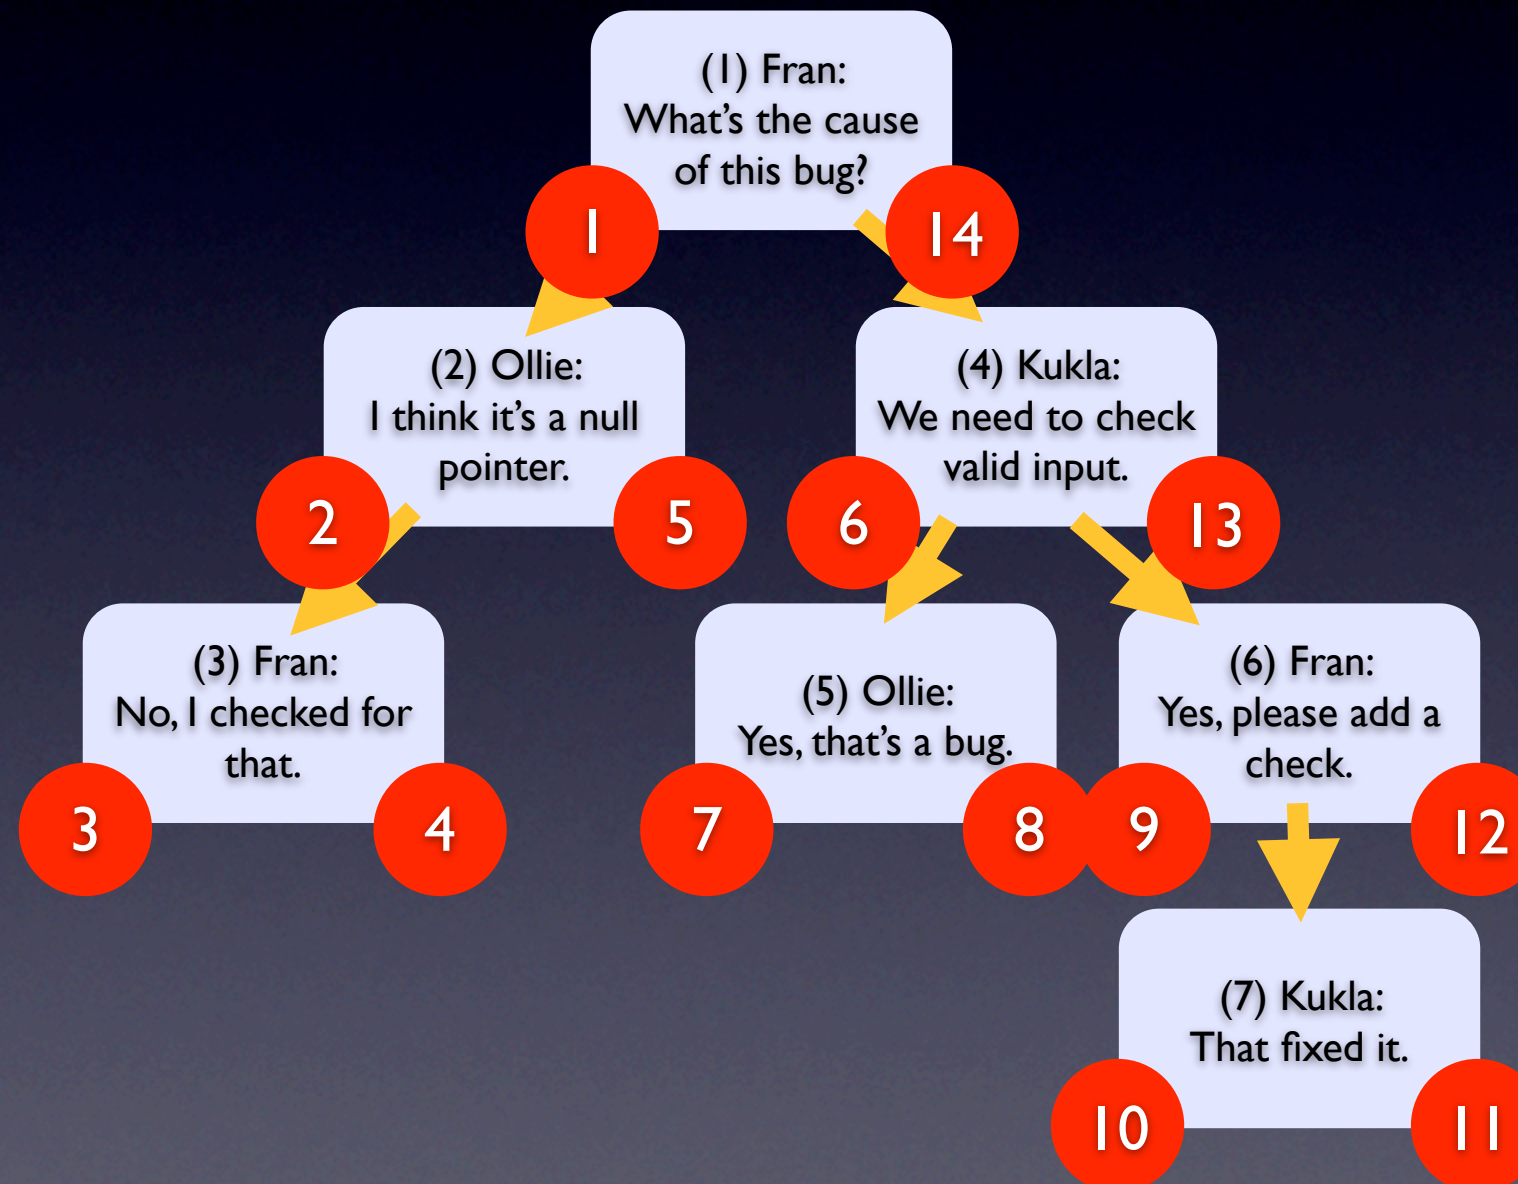 (1) Fran:
What's the cause
of this bug?
1
14
(2) Ollie:
I think it's a null
pointer.
2
5
(4) Kukla:
We need to check
valid input.
6
13
(3) Fran:
No, I checked for
that.
3
4
(5) Ollie:
Yes, that's a bug.
7
8
(6) Fran:
Yes, please add a
check.
9
12
(7) Kukla:
That fixed it.
10
11